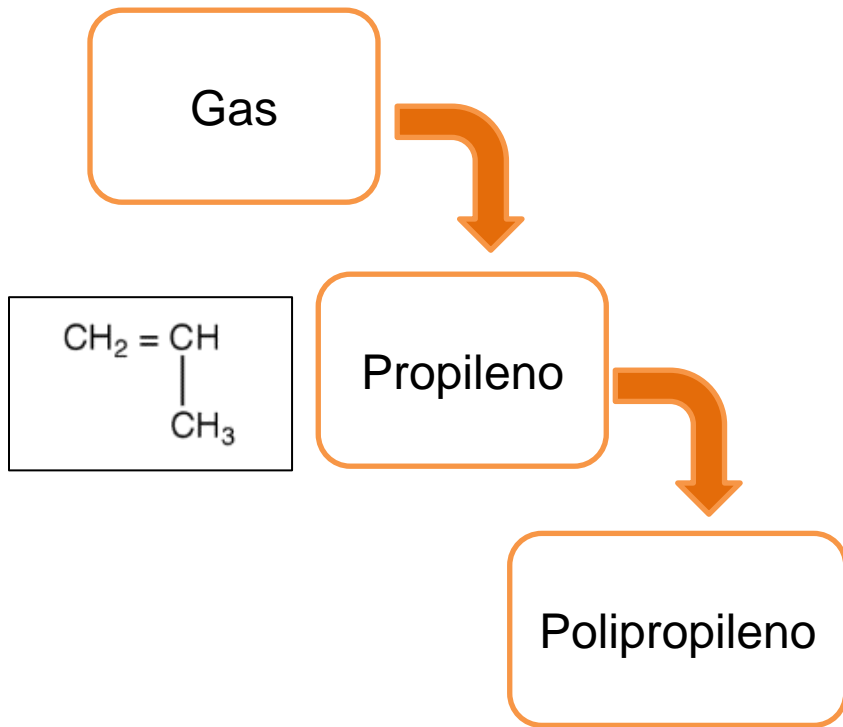 Gas
CH₂ = CH
CH₃
Propileno
Polipropileno